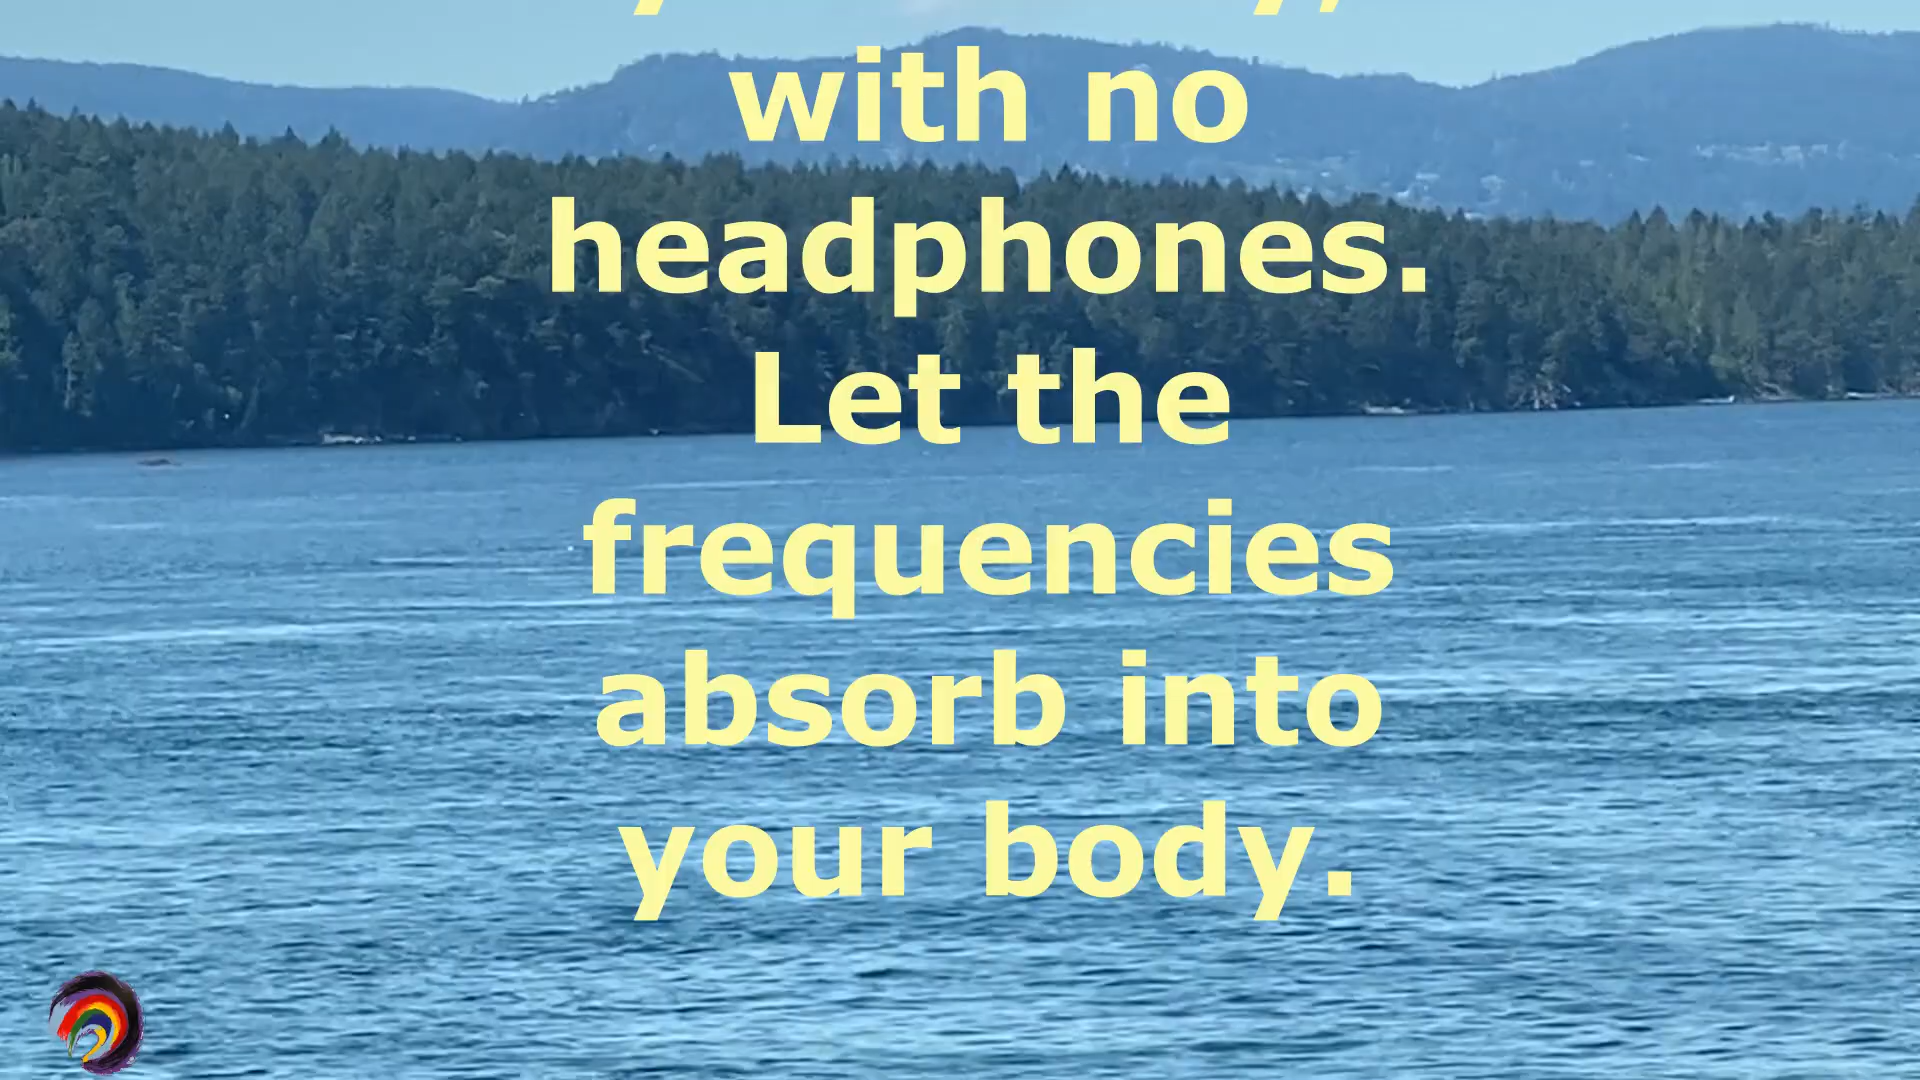 with no
headphones.
Let the
frequencies
absorb into
your body.